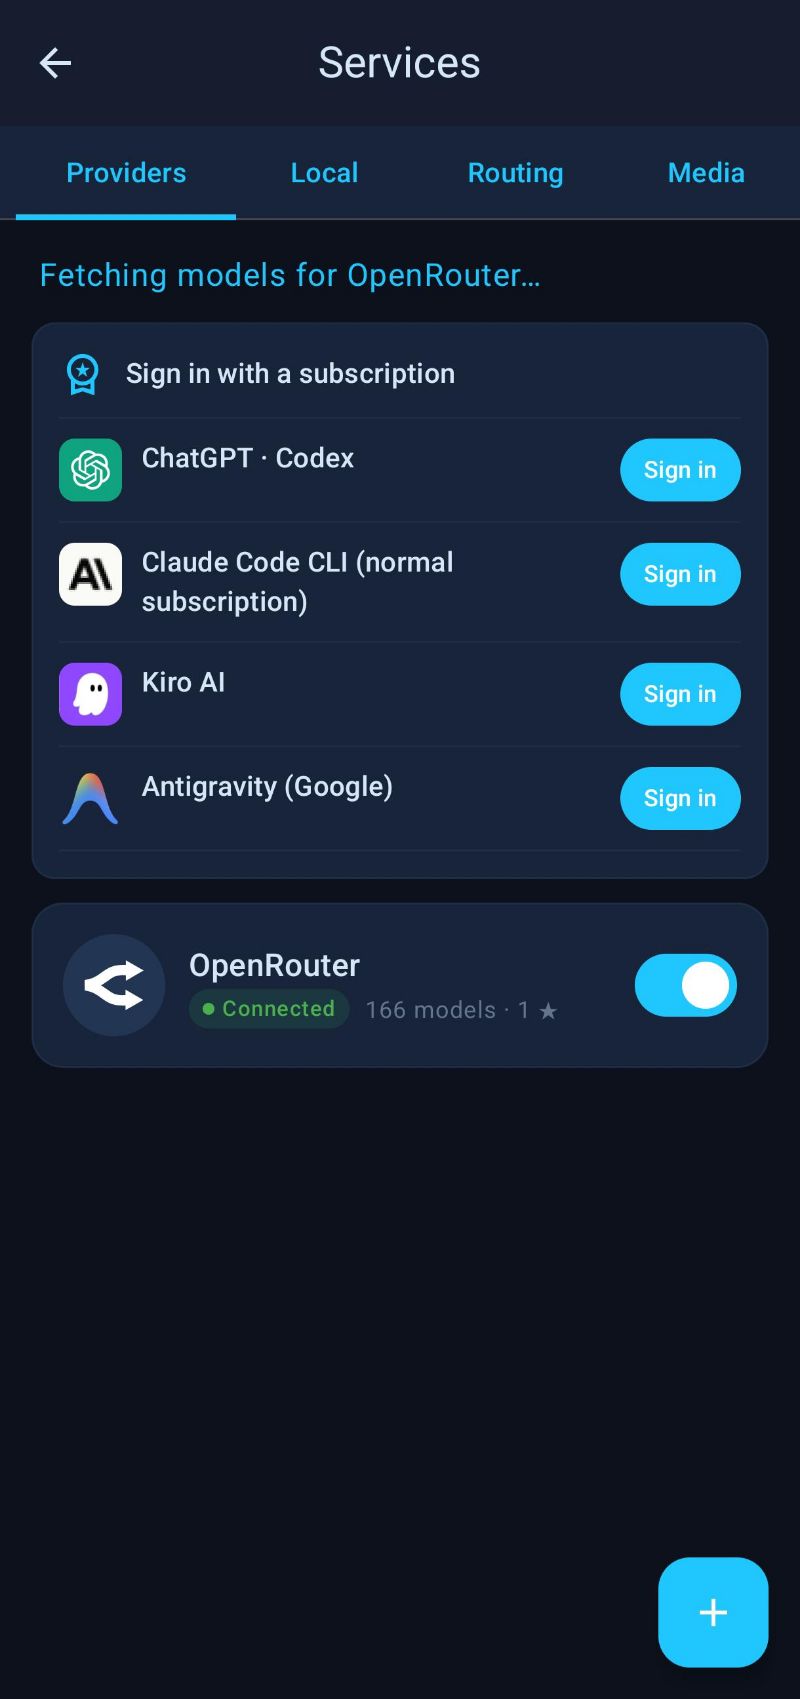 Services
Providers
Local
Routing
Media
Fetching models for OpenRouter…
Sign in with a subscription
ChatGPT · Codex
Sign in
Claude Code CLI (normal
subscription)
Sign in
Kiro AI
Sign in
Antigravity (Google)
Sign in
OpenRouter
Connected
166 models · 1 ★